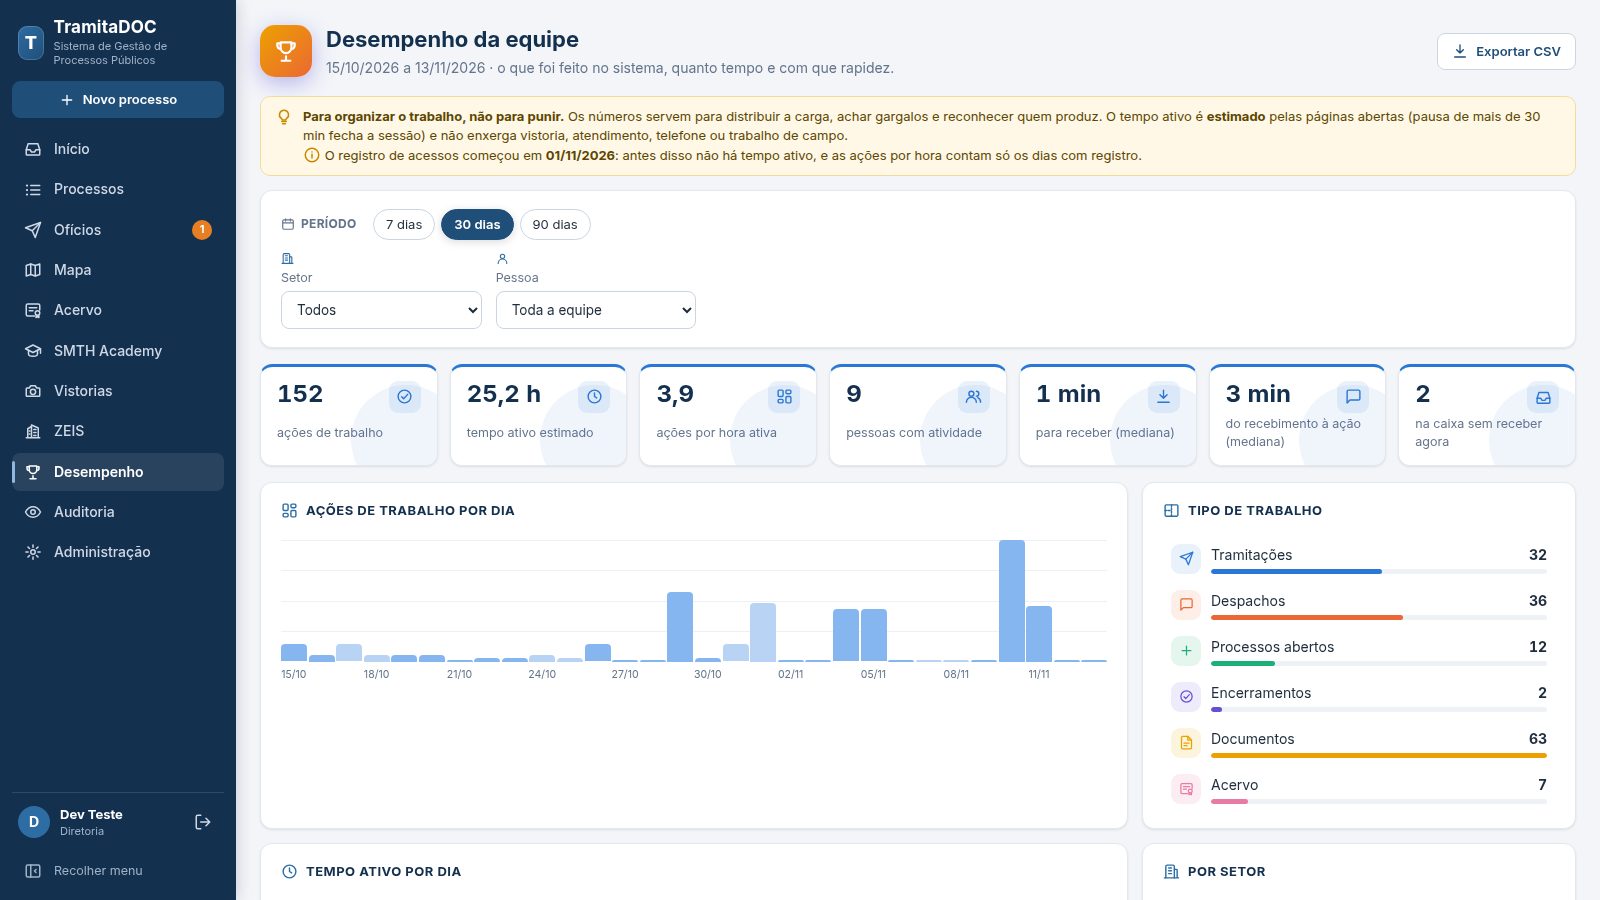 T
TramitaDOC
Sistema de Gestão de
Processos Públicos
Novo processo
Início
Processos
Ofícios
1
Mapa
Acervo
SMTH Academy
Vistorias
ZEIS
Desempenho
Auditoria
Administração
D
Dev Teste
Diretoria
Recolher menu
Desempenho da equipe
15/10/2026 a 13/11/2026 · o que foi feito no sistema, quanto tempo e com que rapidez.
Exportar CSV
Para organizar o trabalho, não para punir. Os números servem para distribuir a carga, achar gargalos e reconhecer quem produz. O tempo ativo é estimado pelas páginas abertas (pausa de mais de 30
min fecha a sessão) e não enxerga vistoria, atendimento, telefone ou trabalho de campo.
O registro de acessos começou em 01/11/2026: antes disso não há tempo ativo, e as ações por hora contam só os dias com registro.
PERÍODO
7 dias
30 dias
90 dias
Setor
Pessoa
Todos
Toda a equipe
152
ações de trabalho
25,2 h
tempo ativo estimado
3,9
ações por hora ativa
9
pessoas com atividade
1 min
para receber (mediana)
3 min
do recebimento à ação
(mediana)
2
na caixa sem receber
agora
AÇÕES DE TRABALHO POR DIA
15/10
18/10
21/10
24/10
27/10
30/10
02/11
05/11
08/11
11/11
TIPO DE TRABALHO
Tramitações 32
Despachos 36
Processos abertos 12
Encerramentos 2
Documentos 63
Acervo 7
TEMPO ATIVO POR DIA
POR SETOR